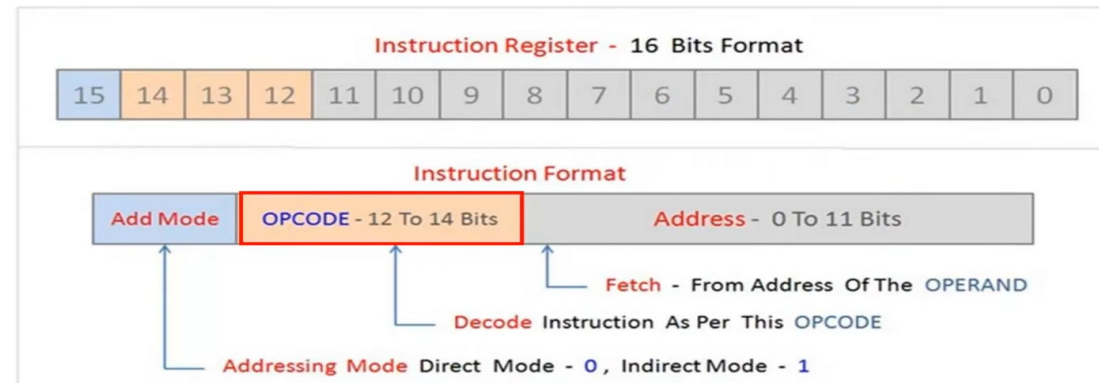 Instruction Register - 16 Bits Format
15 14 13 12 11 10 9 8 7 6 5 4 3 2 1 0
Instruction Format
Add Mode OPCODE - 12 To 14 Bits Address - 0 To 11 Bits
Fetch - From Address Of The OPERAND
Decode Instruction As Per This OPCODE
Addressing Mode Direct Mode - 0 , Indirect Mode - 1